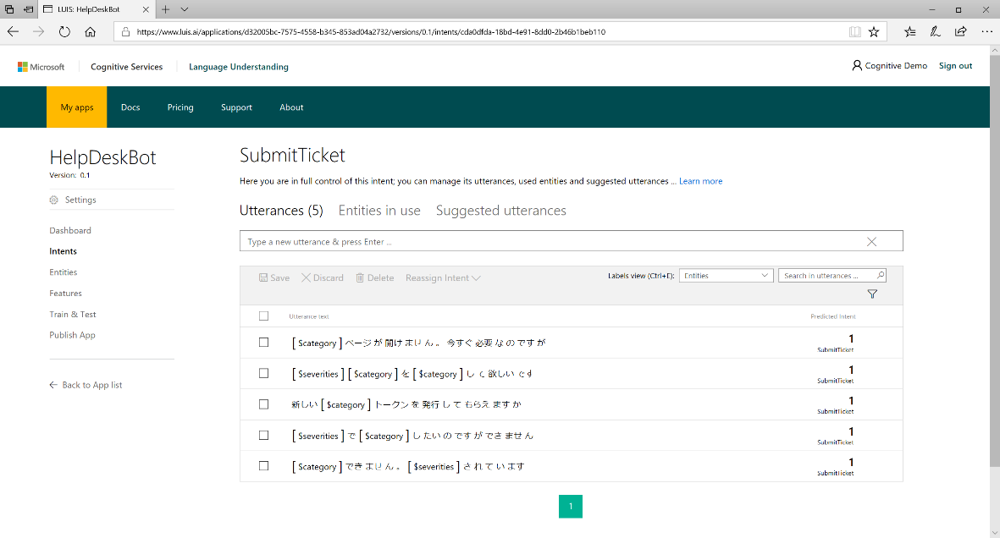 LUIS: HelpDeskBot
https://www.luis.ai/applications/d32005bc-7575-4558-b345-853ad04a2732/versions/0.1/intents/cda0dfda-18bd-4e91-8dd0-2b46b1beb110
Microsoft Cognitive Services Language Understanding Cognitive Demo Sign out
My apps Docs Pricing Support About
HelpDeskBot
Version: 0.1
Settings
Dashboard
Intents
Entities
Features
Train & Test
Publish App
Back to App list
SubmitTicket
Here you are in full control of this intent; you can manage its utterances, used entities and suggested utterances ... Learn more
Utterances (5) Entities in use Suggested utterances
Type a new utterance & press Enter ...
Save Discard Delete Reassign Intent Labels view (Ctrl+E): Entities Search in utterances ...
Utterance text Predicted Intent
[ $category ] ページ が 開け ません 。 今すぐ 必要 な の です が 1
SubmitTicket
[ $severities ] [ $category ] を [ $category ] し て 欲しい です 1
SubmitTicket
新しい [ $category ] トークン を 発行 し て もらえ ます か 1
SubmitTicket
[ $severities ] で [ $category ] し たい の です が でき ません 1
SubmitTicket
[ $category ] でき ません 。 [ $severities ] さ れ て い ます 1
SubmitTicket
1